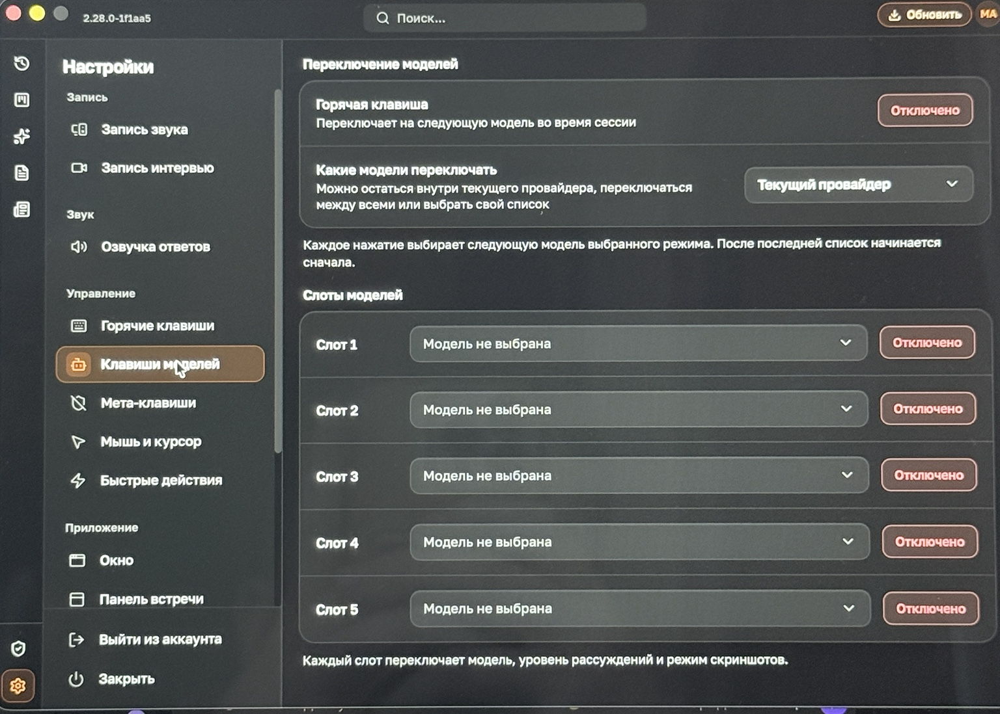 2.28.0-1f1aa5
Поиск...
Обновить
MA
Настройки
Запись
Запись звука
Запись интервью
Звук
Озвучка ответов
Управление
Горячие клавиши
Клавиши моделей
Мета-клавиши
Мышь и курсор
Быстрые действия
Приложение
Окно
Панель встречи
Выйти из аккаунта
Закрыть
Переключение моделей
Горячая клавиша
Переключает на следующую модель во время сессии
Отключено
Какие модели переключать
Можно остаться внутри текущего провайдера, переключаться
между всеми или выбрать свой список
Текущий провайдер
Каждое нажатие выбирает следующую модель выбранного режима. После последней список начинается
сначала.
Слоты моделей
Слот 1
Модель не выбрана
Отключено
Слот 2
Модель не выбрана
Отключено
Слот 3
Модель не выбрана
Отключено
Слот 4
Модель не выбрана
Отключено
Слот 5
Модель не выбрана
Отключено
Каждый слот переключает модель, уровень рассуждений и режим скриншотов.